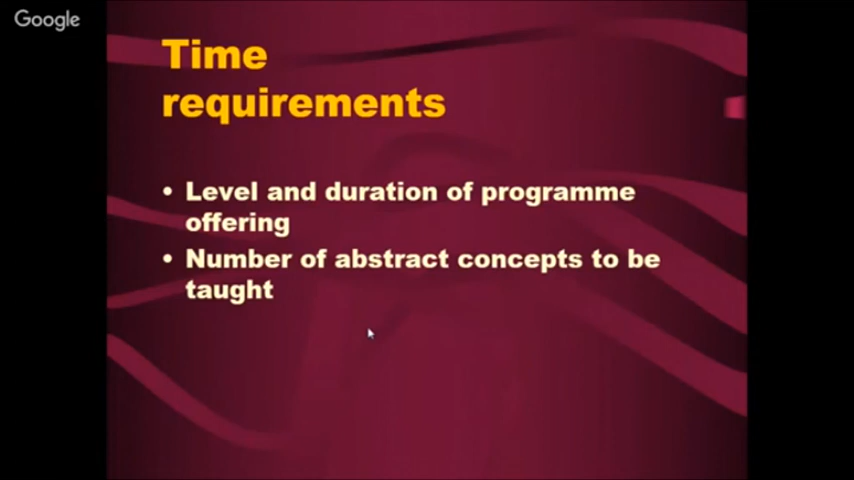 Google
Time
requirements
• Level and duration of programme
offering
• Number of abstract concepts to be
taught